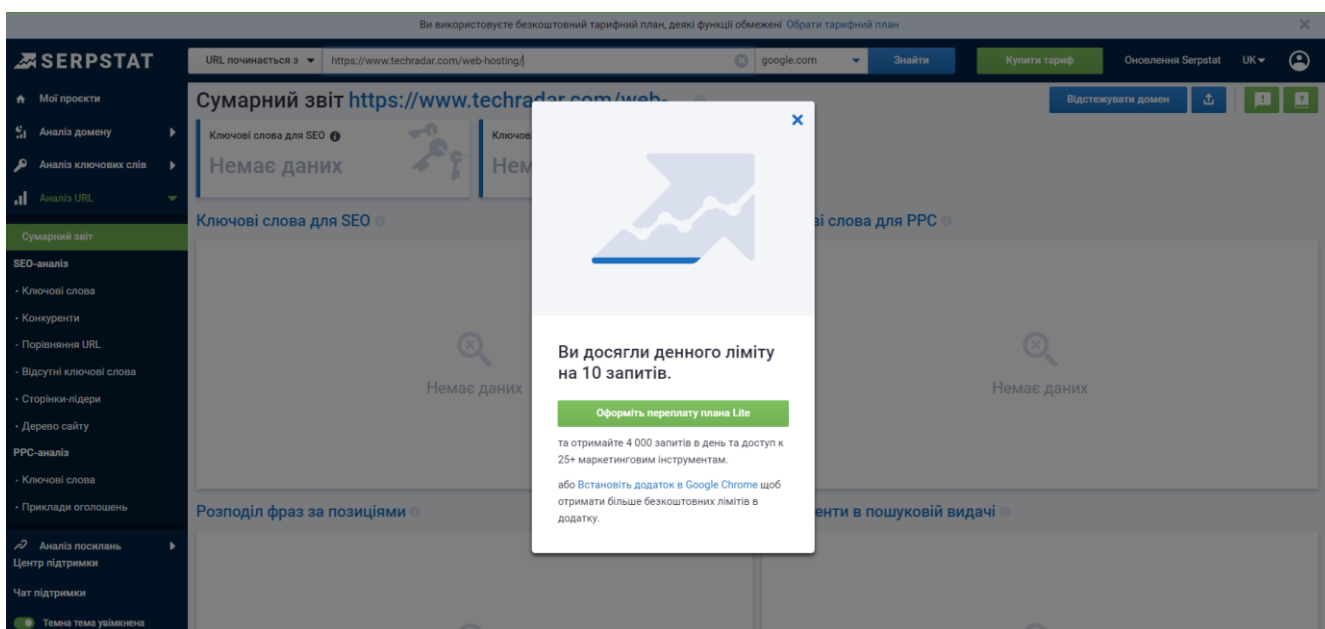 Ви використовуєте безкоштовний тарифний план, деякі функції обмежені Обрати тарифний план
SERPSTAT
URL починається з
https://www.techradar.com/web-hosting/
google.com
Знайти
Купити тариф
Оновлення Serpstat
UK
Мої проєкти
Аналіз домену
Аналіз ключових слів
Аналіз URL
Сумарний звіт
SEO-аналіз
• Ключові слова
• Конкуренти
• Порівняння URL
• Відсутні ключові слова
• Сторінки-лідери
• Дерево сайту
PPC-аналіз
• Ключові слова
• Приклади оголошень
Аналіз посилань
Центр підтримки
Чат підтримки
Темна тема увімкнена
Сумарний звіт https://www.techradar.com/web-
Відстежувати домен
Ключові слова для SEO
Немає даних
Ключові слова для SEO
Немає даних
Розподіл фраз за позиціями
слова для PPC
Немає даних
в пошуковій видачі
Ви досягли денного ліміту
на 10 запитів.
Оформіть переплату плана Lite
та отримайте 4 000 запитів в день та доступ к
25+ маркетинговим інструментам.
або Встановіть додаток в Google Chrome щоб
отримати більше безкоштовних лімітів в
додатку.